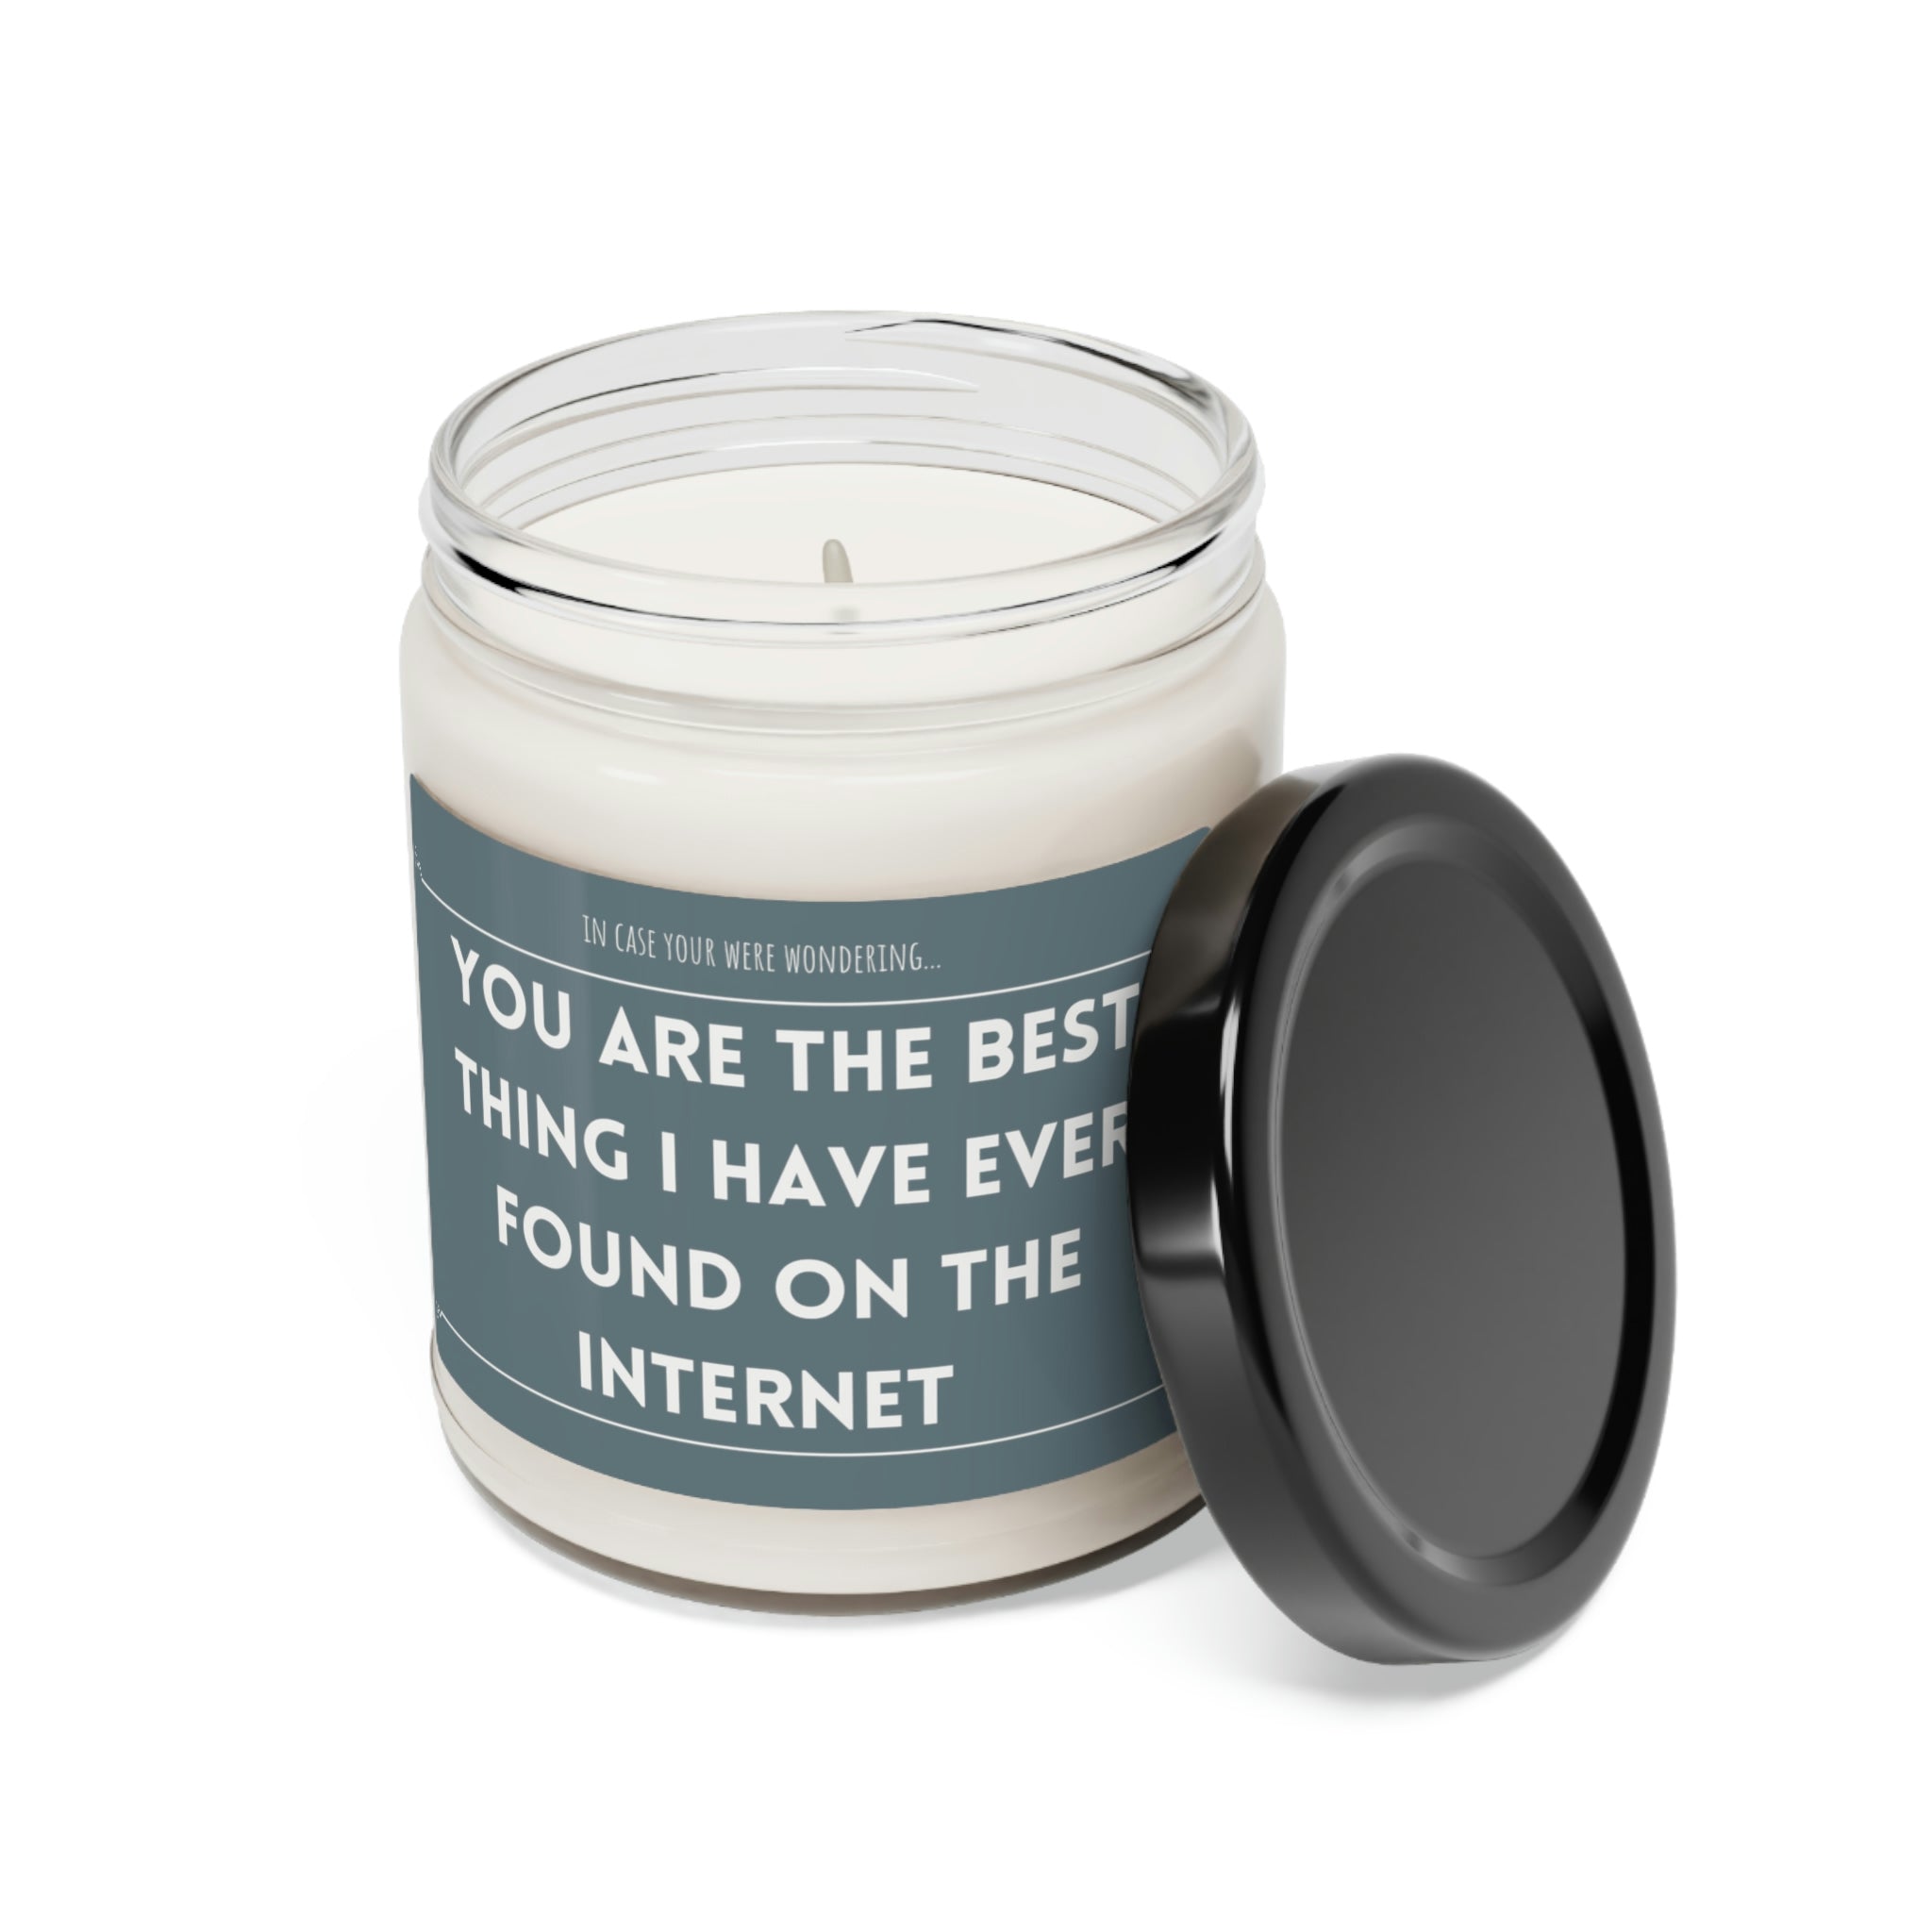 IN CASE YOUR WERE WONDERING...
YOU ARE THE BEST
THING I HAVE EVER
FOUND ON THE
INTERNET